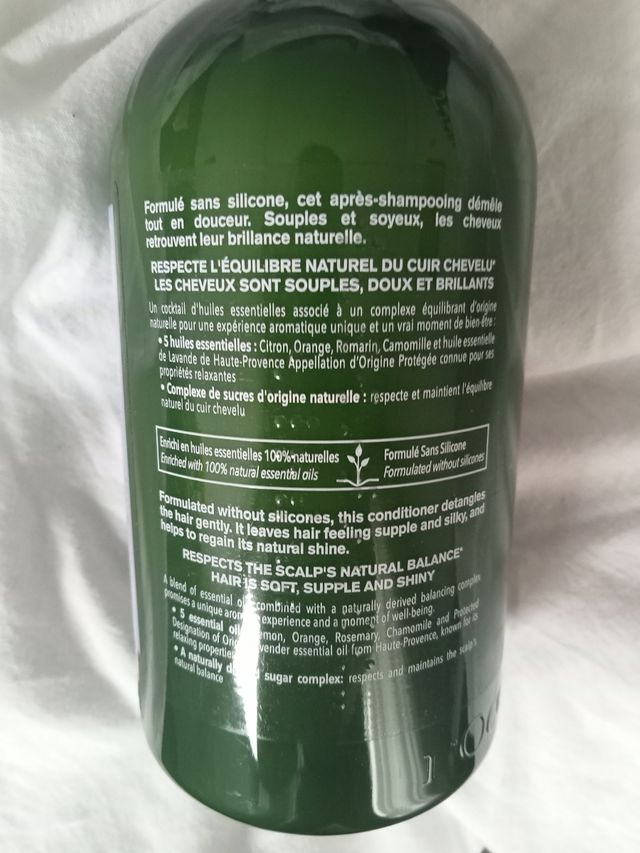 Formulé sans silicone, cet après-shampooing démêle
tout en douceur. Souples et soyeux, les cheveux
retrouvent leur brillance naturelle.
RESPECTE L'ÉQUILIBRE NATUREL DU CUIR CHEVELU*
LES CHEVEUX SONT SOUPLES, DOUX ET BRILLANTS
Un cocktail d'huiles essentielles associé à un complexe équilibrant d'origine
naturelle pour une expérience aromatique unique et un vrai moment de bien-être :
• 5 huiles essentielles : Citron, Orange, Romarin, Camomille et huile essentielle
de Lavande de Haute-Provence Appellation d'Origine Protégée connue pour ses
propriétés relaxantes
• Complexe de sucres d'origine naturelle : respecte et maintient l'équilibre
naturel du cuir chevelu
Enrichi en huiles essentielles 100% naturelles
Enriched with 100% natural essential oils
Formulé Sans Silicone
Formulated without silicones
Formulated without silicones, this conditioner detangles
the hair gently. It leaves hair feeling supple and silky, and
helps to regain its natural shine.
RESPECTS THE SCALP'S NATURAL BALANCE*
HAIR IS SOFT, SUPPLE AND SHINY
A blend of essential combined with a naturally derived balancing complex
promises a unique experience and a moment of well-being.
• 5 essential Orange, Rosemary, Chamomile and Protected
Designation of essential oil from Haute-Provence, known for its
relaxing
• A naturally sugar complex: respects and maintains the scalp's
natural balance